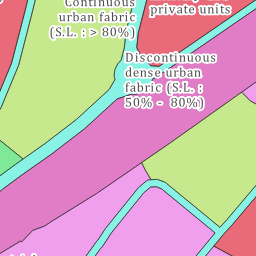 Continuous
urban fabric
(S.L. : > 80%)
private units
Discontinuous
dense urban
fabric (S.L. :
50% - 80%)